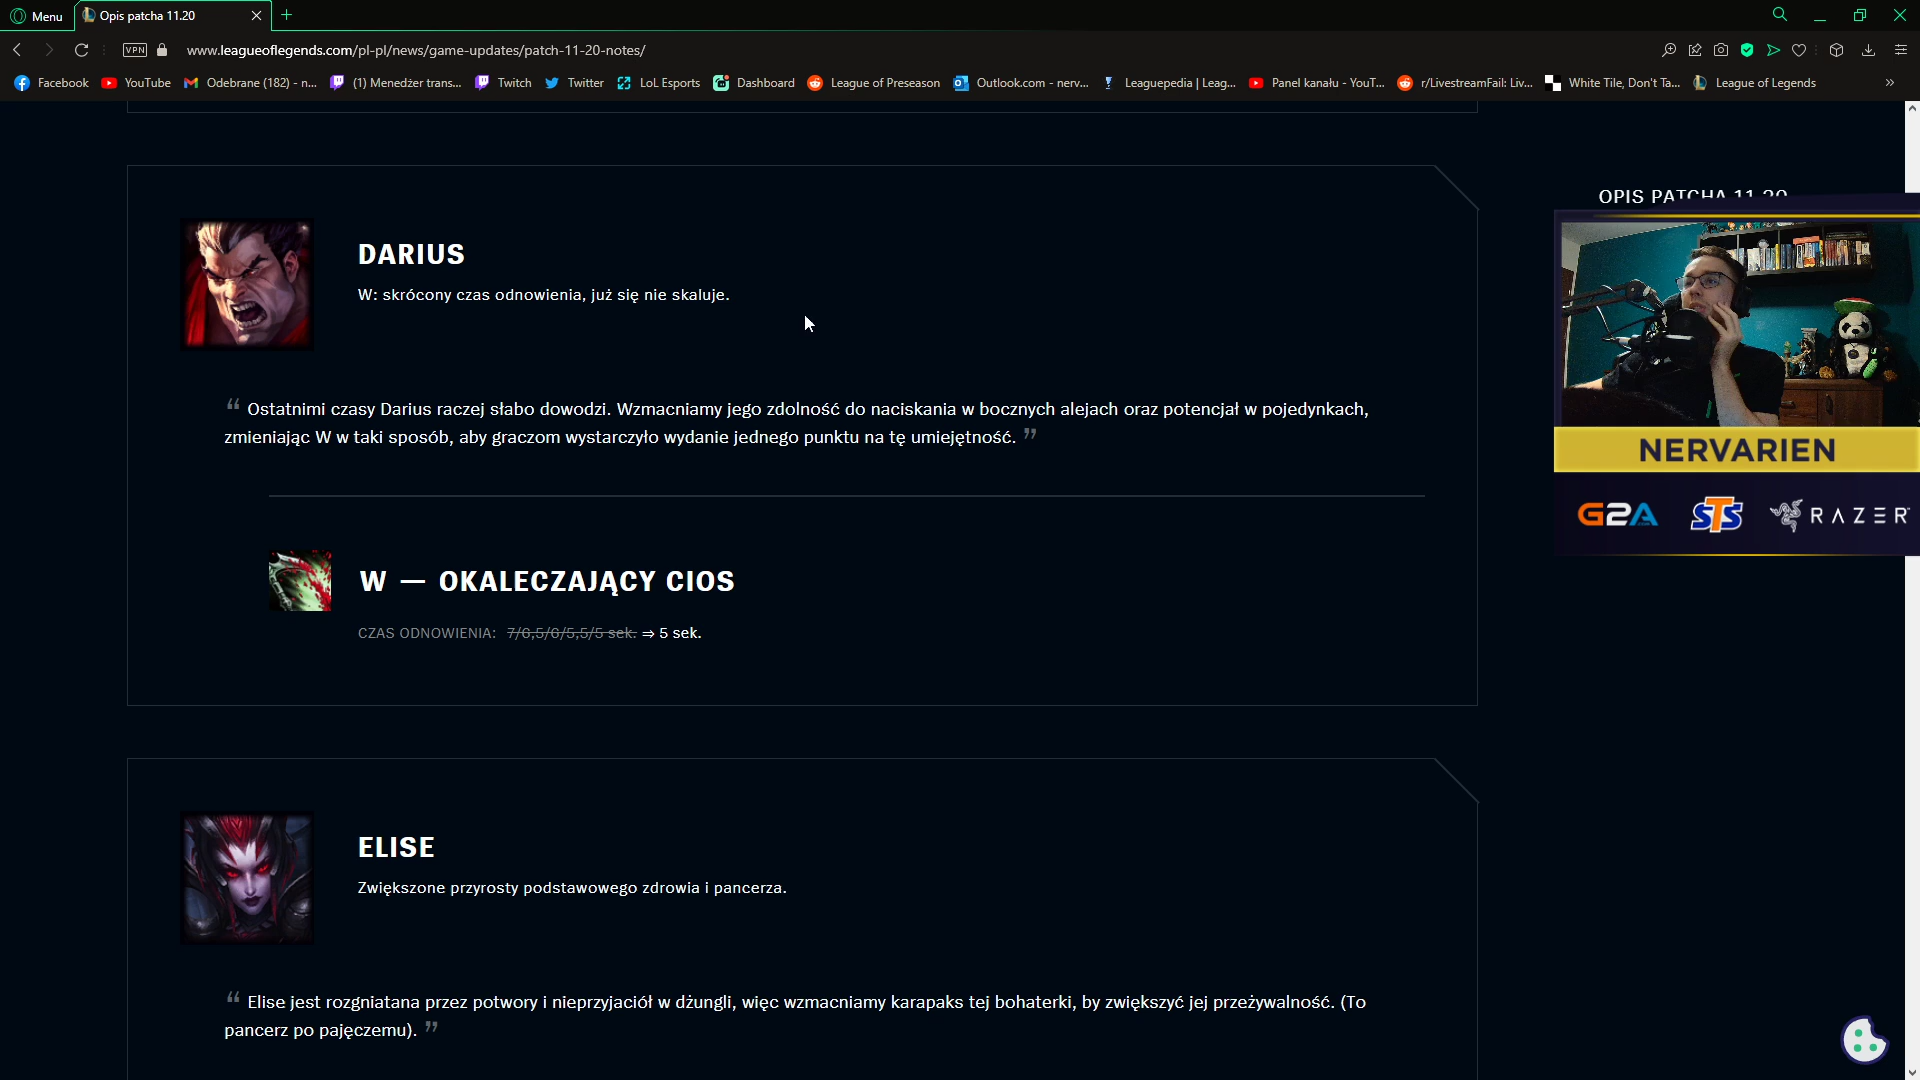 Menu
Opis patcha 11.20
VPN
www.leagueoflegends.com/pl-pl/news/game-updates/patch-11-20-notes/
Facebook
YouTube
Odebrane (182) - n...
(1) Menedżer trans...
Twitch
Twitter
LoL Esports
Dashboard
League of Preseason
Outlook.com - nerv...
Leaguepedia | Leag...
Panel kanału - YouT...
r/LivestreamFail: Liv...
White Tile, Don't Ta...
League of Legends
»
OPIS PATCHA 11.20
DARIUS
W: skrócony czas odnowienia, już się nie skaluje.
“ Ostatnimi czasy Darius raczej słabo dowodzi. Wzmacniamy jego zdolność do naciskania w bocznych alejach oraz potencjał w pojedynkach,
zmieniając W w taki sposób, aby graczom wystarczyło wydanie jednego punktu na tę umiejętność. ”
NERVARIEN
G2A
STS
RAZER
W — OKALECZAJĄCY CIOS
CZAS ODNOWIENIA: 7/6,5/6/5,5/5 sek. ⇒ 5 sek.
ELISE
Zwiększone przyrosty podstawowego zdrowia i pancerza.
“ Elise jest rozgniatana przez potwory i nieprzyjaciół w dżungli, więc wzmacniamy karapaks tej bohaterki, by zwiększyć jej przeżywalność. (To
pancerz po pajęczemu). ”